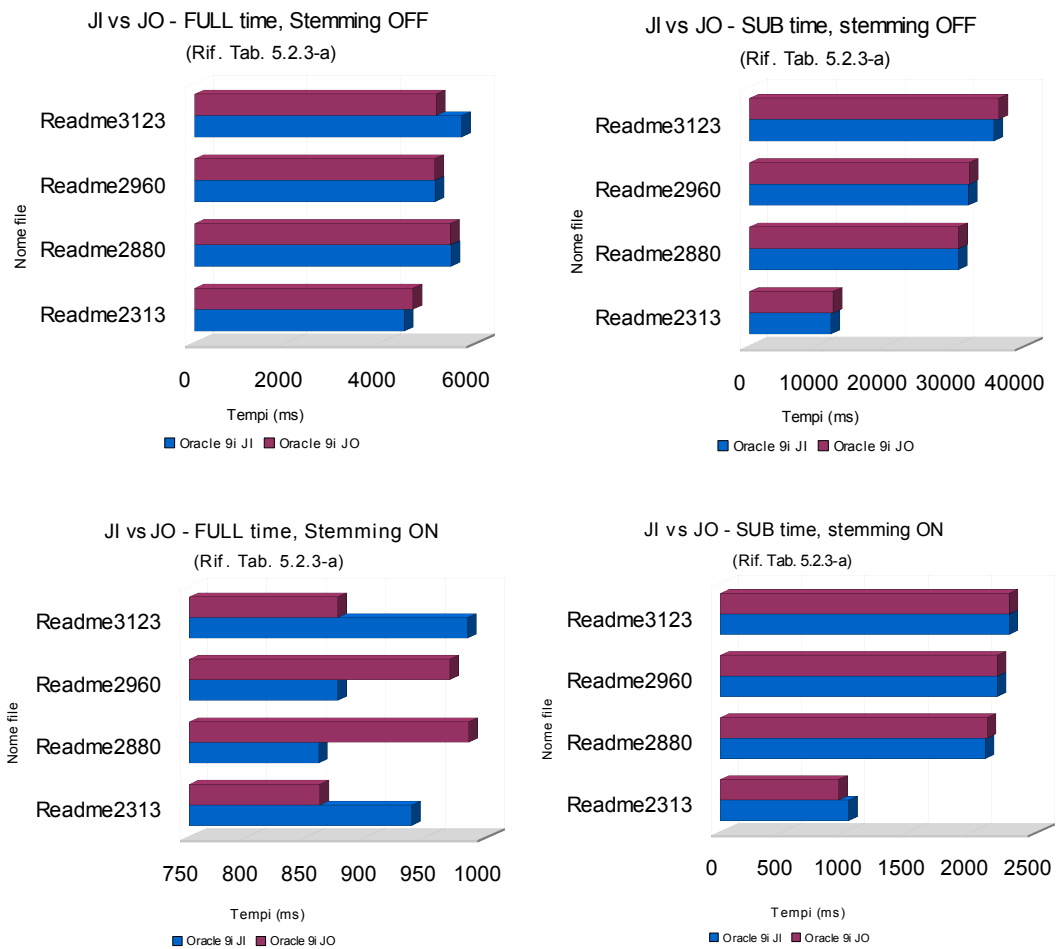 JI vs JO - FULL time, Stemming OFF
(Rif. Tab. 5.2.3-a)
Nome file
Readme3123
Readme2960
Readme2880
Readme2313
0 2000 4000 6000
Tempi (ms)
Oracle 9i JI Oracle 9i JO
JI vs JO - SUB time, stemming OFF
(Rif. Tab. 5.2.3-a)
Nome file
Readme3123
Readme2960
Readme2880
Readme2313
0 10000 20000 30000 40000
Tempi (ms)
Oracle 9i JI Oracle 9i JO
JI vs JO - FULL time, Stemming ON
(Rif. Tab. 5.2.3-a)
Nome file
Readme3123
Readme2960
Readme2880
Readme2313
750 800 850 900 950 1000
Tempi (ms)
Oracle 9i JI Oracle 9i JO
JI vs JO - SUB time, stemming ON
(Rif. Tab. 5.2.3-a)
Nome file
Readme3123
Readme2960
Readme2880
Readme2313
0 500 1000 1500 2000 2500
Tempi (ms)
Oracle 9i JI Oracle 9i JO